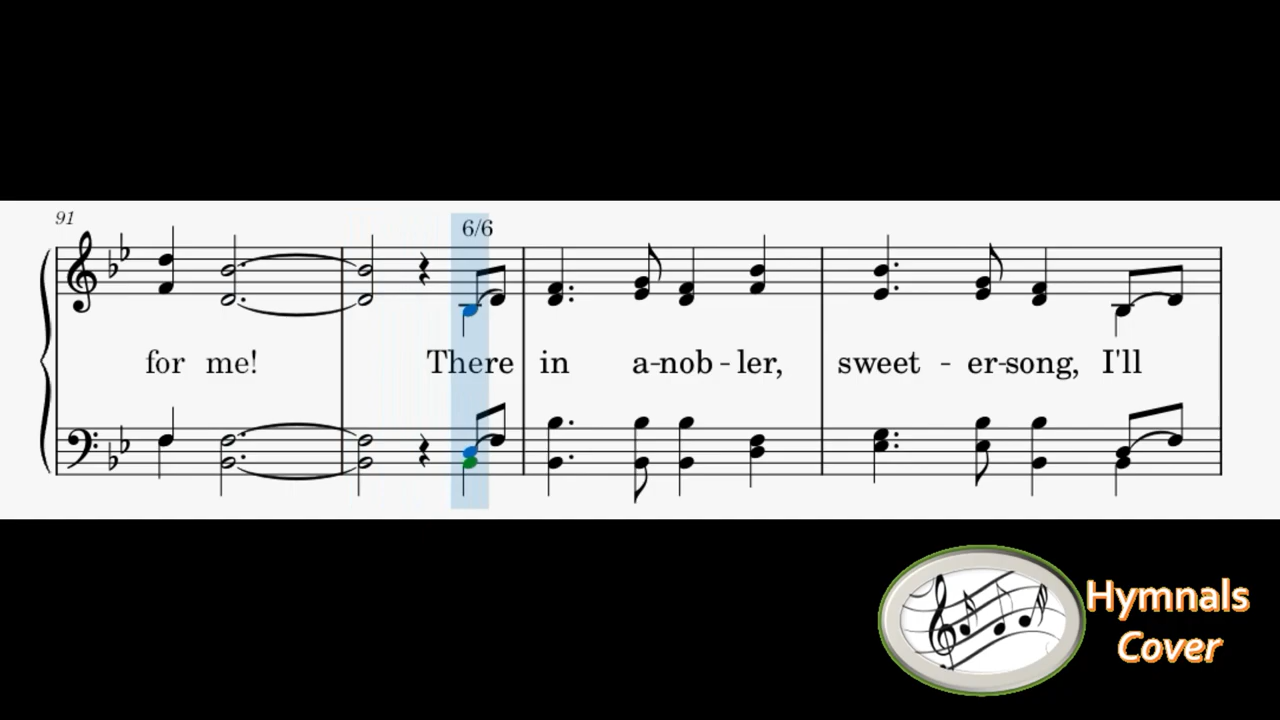 91
6/6
for me! There in a-nob-ler, sweet - er-song, I'll
Hymnals
Cover